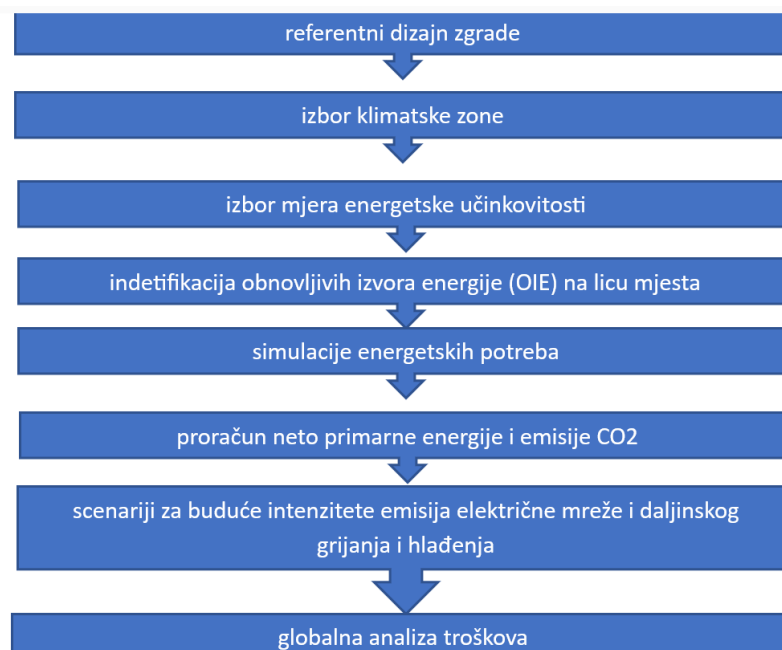 referentni dizajn zgrade
izbor klimatske zone
izbor mjera energetske učinkovitosti
indetifikacija obnovljivih izvora energije (OIE) na licu mjesta
simulacije energetskih potreba
proračun neto primarne energije i emisije CO2
scenariji za buduće intenzitete emisija električne mreže i daljinskog
grijanja i hlađenja
globalna analiza troškova